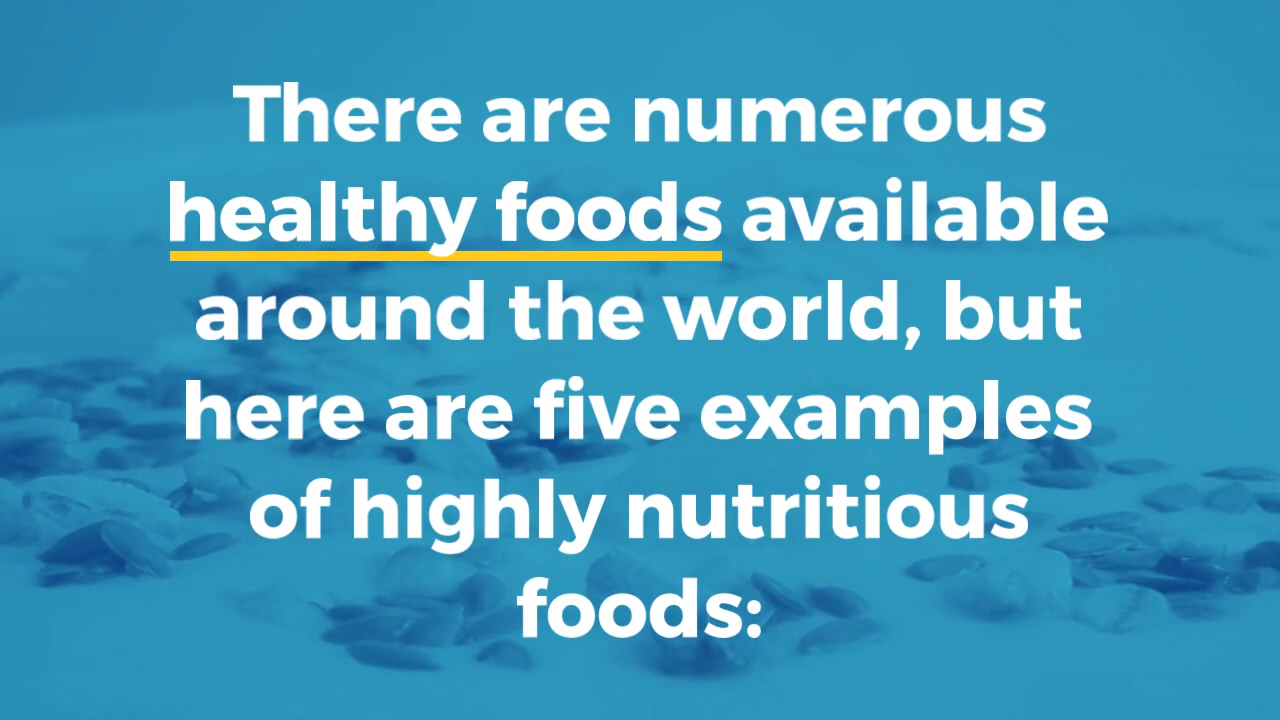 There are numerous
healthy foods available
around the world, but
here are five examples
of highly nutritious
foods: